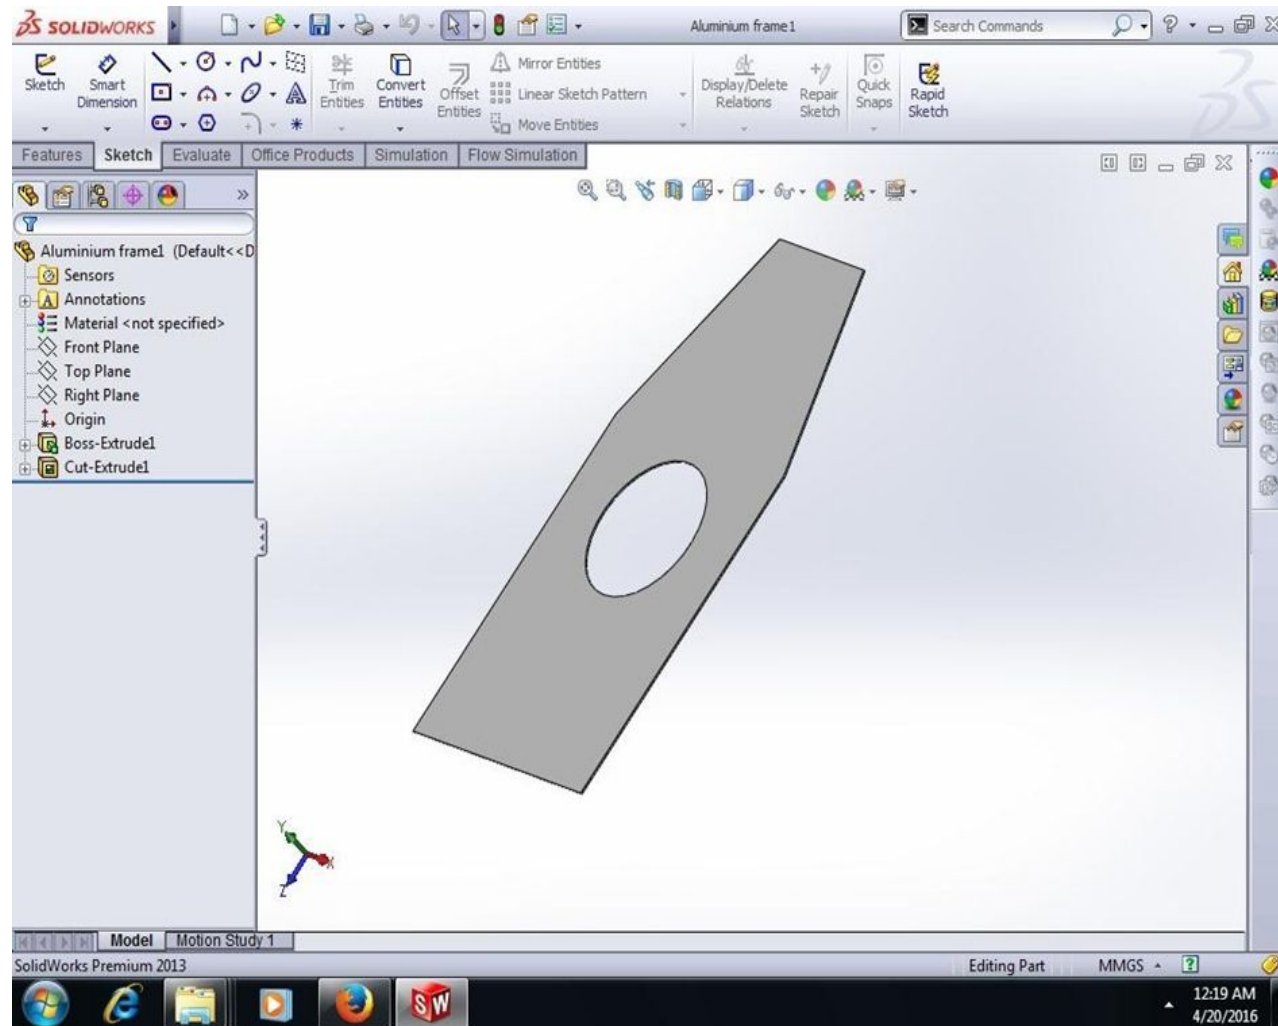 SOLIDWORKS
Aluminium frame1
Search Commands
?
Sketch
Smart Dimension
Trim Entities
Convert Entities
Offset Entities
Mirror Entities
Linear Sketch Pattern
Move Entities
Display/Delete Relations
Repair Sketch
Quick Snaps
Rapid Sketch
Features Sketch Evaluate Office Products Simulation Flow Simulation
Aluminium frame1 (Default<<D
Sensors
Annotations
Material <not specified>
Front Plane
Top Plane
Right Plane
Origin
Boss-Extrude1
Cut-Extrude1
Y
X
Z
Model Motion Study 1
SolidWorks Premium 2013 Editing Part MMGS ?
SW
12:19 AM
4/20/2016